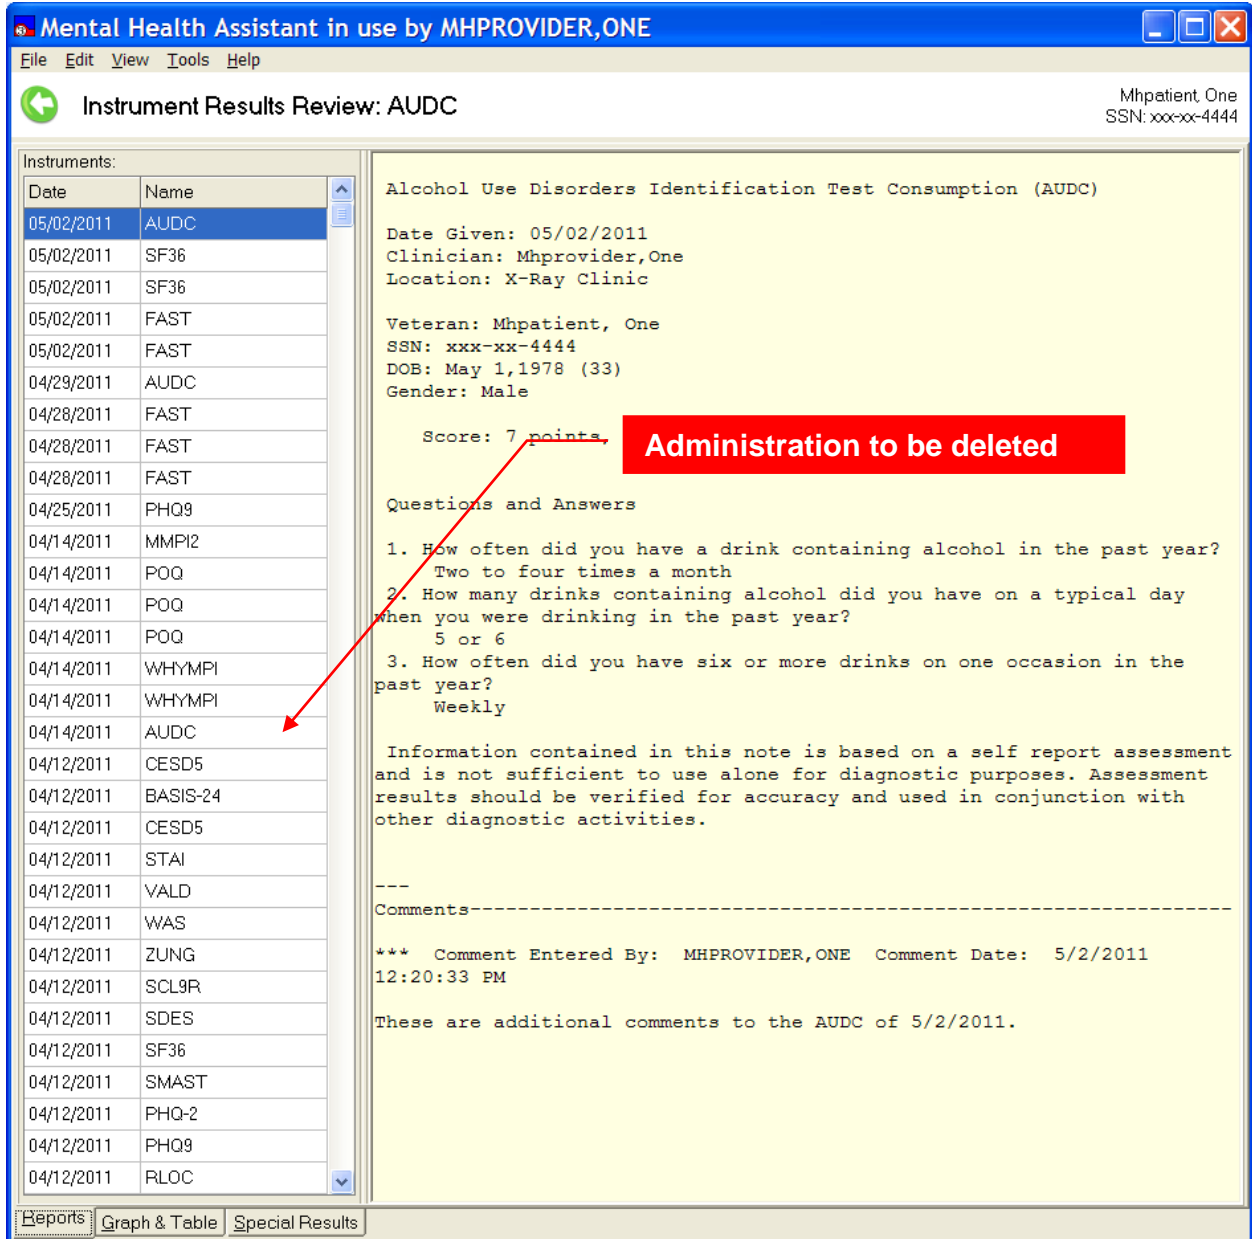 Mental Health Assistant in use by MHPROVIDER,ONE
File Edit View Tools Help
Instrument Results Review: AUDC
Mhpatient, One
SSN: xxx-xx-4444
Instruments:
Date Name
05/02/2011 AUDC
05/02/2011 SF36
05/02/2011 SF36
05/02/2011 FAST
05/02/2011 FAST
04/29/2011 AUDC
04/28/2011 FAST
04/28/2011 FAST
04/28/2011 FAST
04/25/2011 PHQ9
04/14/2011 MMPI2
04/14/2011 POQ
04/14/2011 POQ
04/14/2011 POQ
04/14/2011 WHYMPI
04/14/2011 WHYMPI
04/14/2011 AUDC
04/12/2011 CESD5
04/12/2011 BASIS-24
04/12/2011 CESD5
04/12/2011 STAI
04/12/2011 VALD
04/12/2011 WAS
04/12/2011 ZUNG
04/12/2011 SCL9R
04/12/2011 SDES
04/12/2011 SF36
04/12/2011 SMAST
04/12/2011 PHQ-2
04/12/2011 PHQ9
04/12/2011 RLOC
Alcohol Use Disorders Identification Test Consumption (AUDC)
Date Given: 05/02/2011
Clinician: Mhprovider,One
Location: X-Ray Clinic
Veteran: Mhpatient, One
SSN: xxx-xx-4444
DOB: May 1,1978 (33)
Gender: Male
Score: 7 points,
Administration to be deleted
Questions and Answers
1. How often did you have a drink containing alcohol in the past year?
Two to four times a month
2. How many drinks containing alcohol did you have on a typical day
when you were drinking in the past year?
5 or 6
3. How often did you have six or more drinks on one occasion in the
past year?
Weekly
Information contained in this note is based on a self report assessment
and is not sufficient to use alone for diagnostic purposes. Assessment
results should be verified for accuracy and used in conjunction with
other diagnostic activities.
---
Comments----------------------------------------------------------------
*** Comment Entered By: MHPROVIDER,ONE Comment Date: 5/2/2011
12:20:33 PM
These are additional comments to the AUDC of 5/2/2011.
Reports Graph & Table Special Results